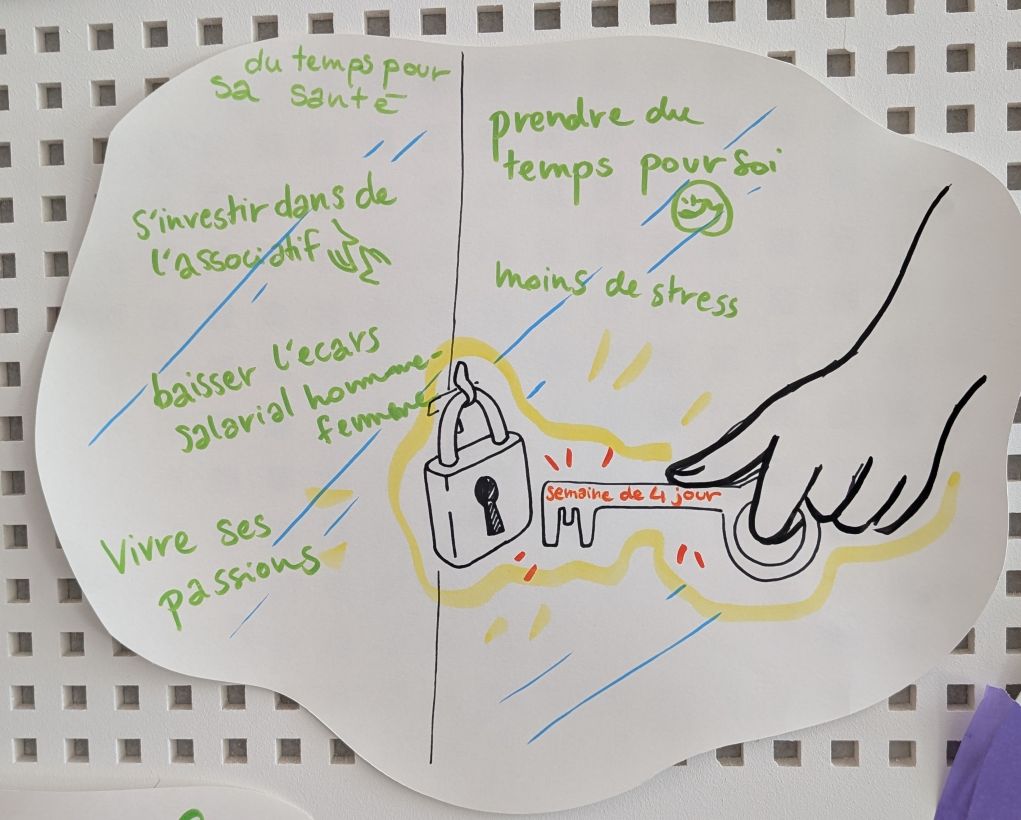 du temps pour
sa santé
s'investir dans de
l'associatif
baisser l'ecars
salarial homme-
femme
Vivre ses
passions
prendre du
temps pour soi
moins de stress
semaine de 4 jour